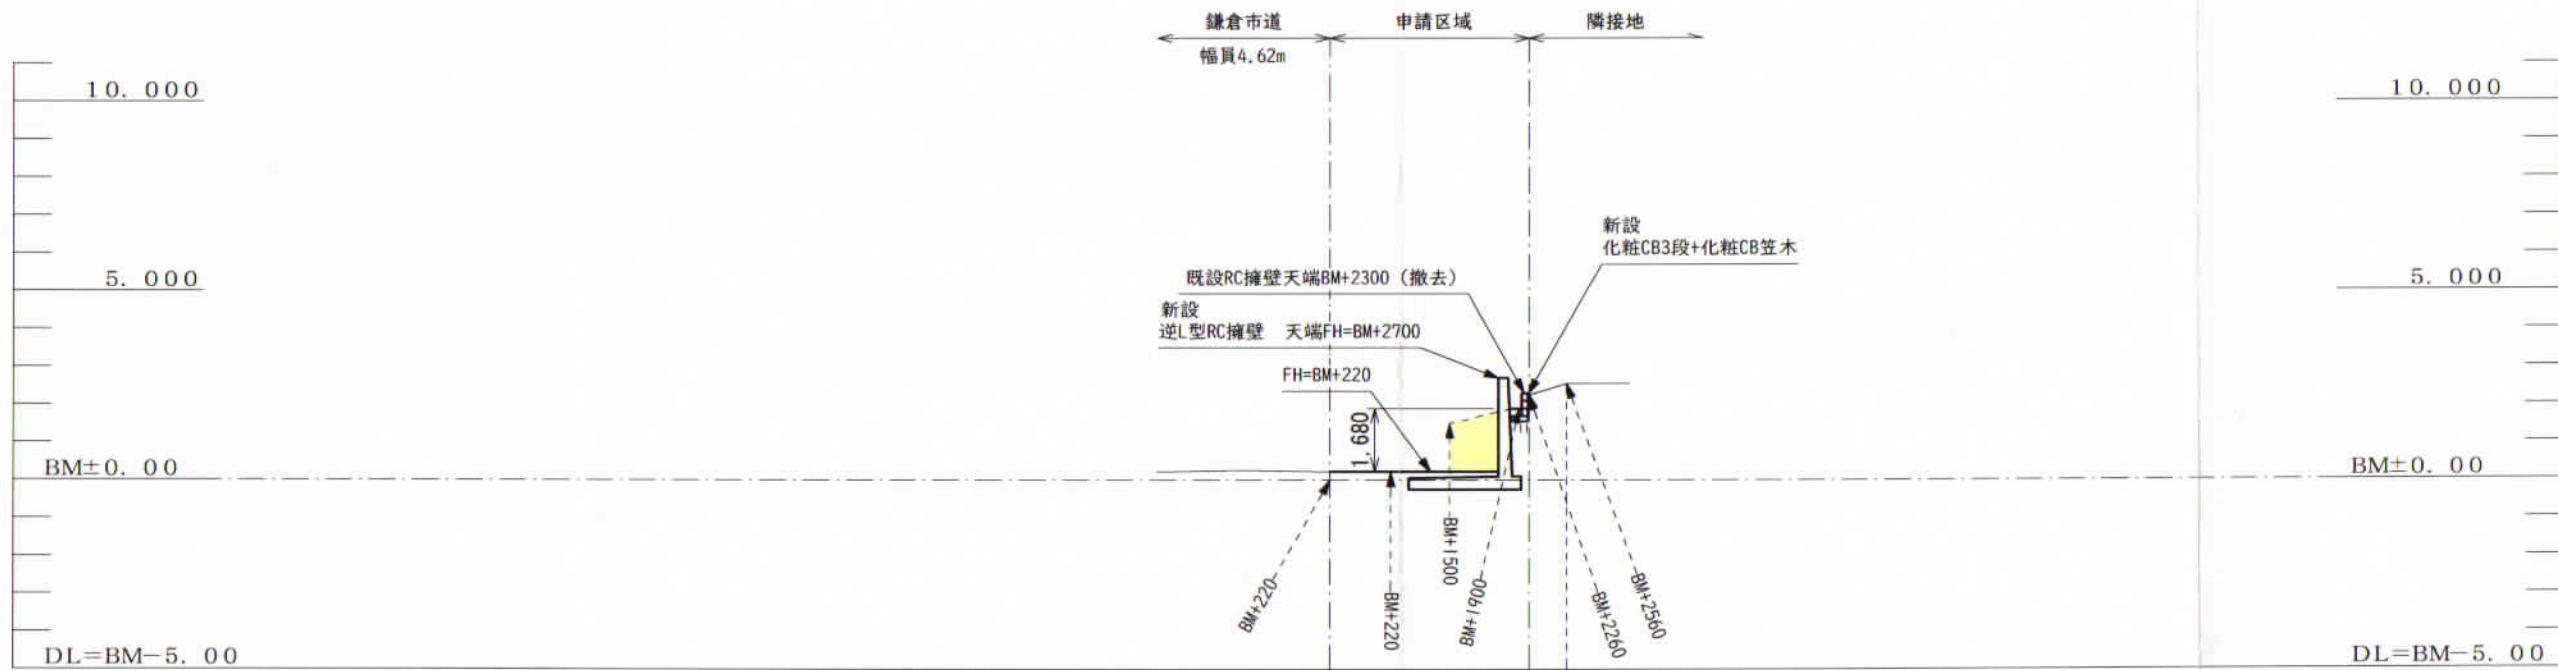 鎌倉市道
申請区域
隣接地
幅員4.62m
10.000
10.000
新設
化粧CB3段+化粧CB笠木
5.000
5.000
既設RC擁壁天端BM+2300（撤去）
新設
逆L型RC擁壁　天端FH=BM+2700
FH=BM+220
1,680
BM±0.00
BM±0.00
BM+220
BM+220
BM+1500
BM+1900
BM+2260
BM+2560
DL=BM−5.00
DL=BM−5.00